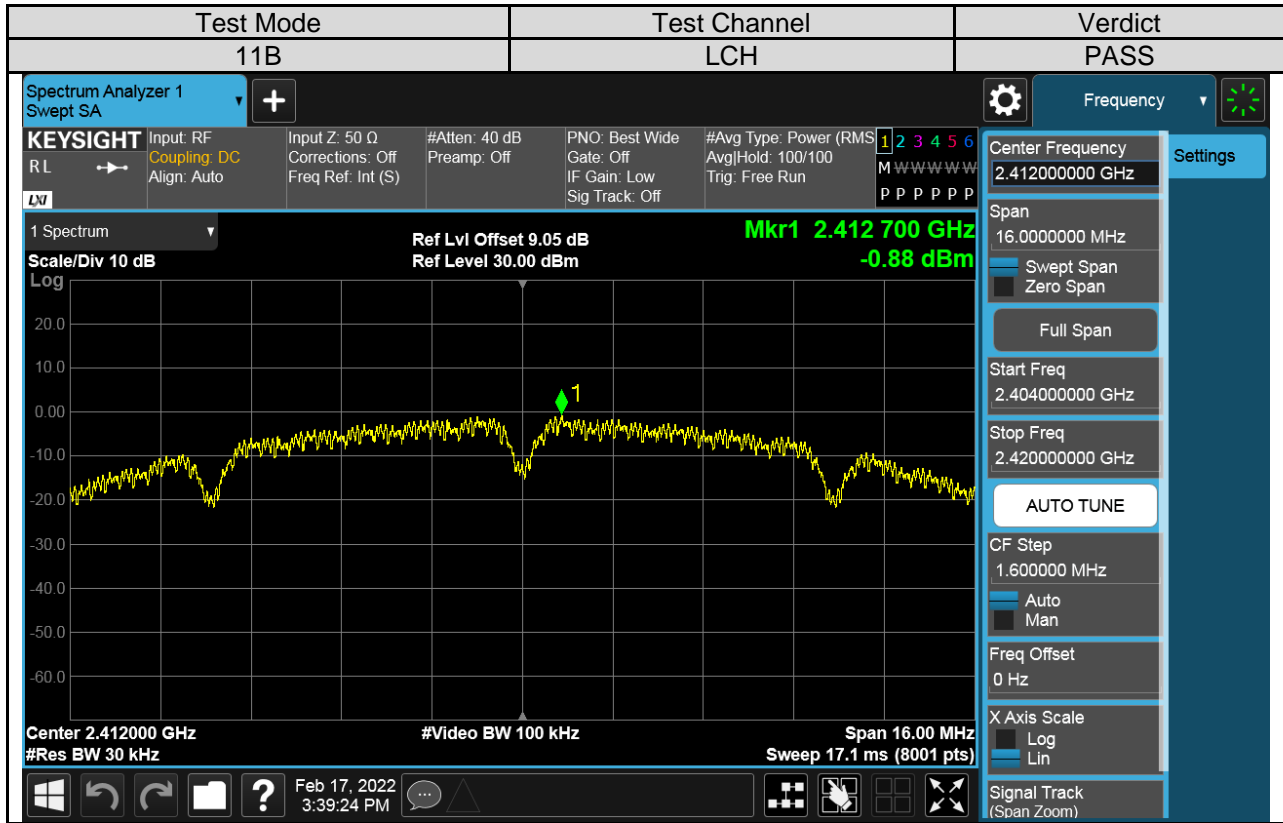 Test Mode Test Channel Verdict
11B LCH PASS
Spectrum Analyzer 1
Swept SA
+
Frequency
KEYSIGHT
RL
LXI
Input: RF
Coupling: DC
Align: Auto
Input Z: 50 Ω
Corrections: Off
Freq Ref: Int (S)
#Atten: 40 dB
Preamp: Off
PNO: Best Wide
Gate: Off
IF Gain: Low
Sig Track: Off
#Avg Type: Power (RMS
Avg|Hold: 100/100
Trig: Free Run
1 2 3 4 5 6
M W W W W W
P P P P P P
1 Spectrum
Scale/Div 10 dB
Ref Lvl Offset 9.05 dB
Ref Level 30.00 dBm
Mkr1 2.412 700 GHz
-0.88 dBm
Log
20.0
10.0
0.00
-10.0
-20.0
-30.0
-40.0
-50.0
-60.0
1
Center 2.412000 GHz
#Res BW 30 kHz
#Video BW 100 kHz
Span 16.00 MHz
Sweep 17.1 ms (8001 pts)
Center Frequency
2.412000000 GHz
Settings
Span
16.0000000 MHz
Swept Span
Zero Span
Full Span
Start Freq
2.404000000 GHz
Stop Freq
2.420000000 GHz
AUTO TUNE
CF Step
1.600000 MHz
Auto
Man
Freq Offset
0 Hz
X Axis Scale
Log
Lin
Signal Track
(Span Zoom)
?
Feb 17, 2022
3:39:24 PM